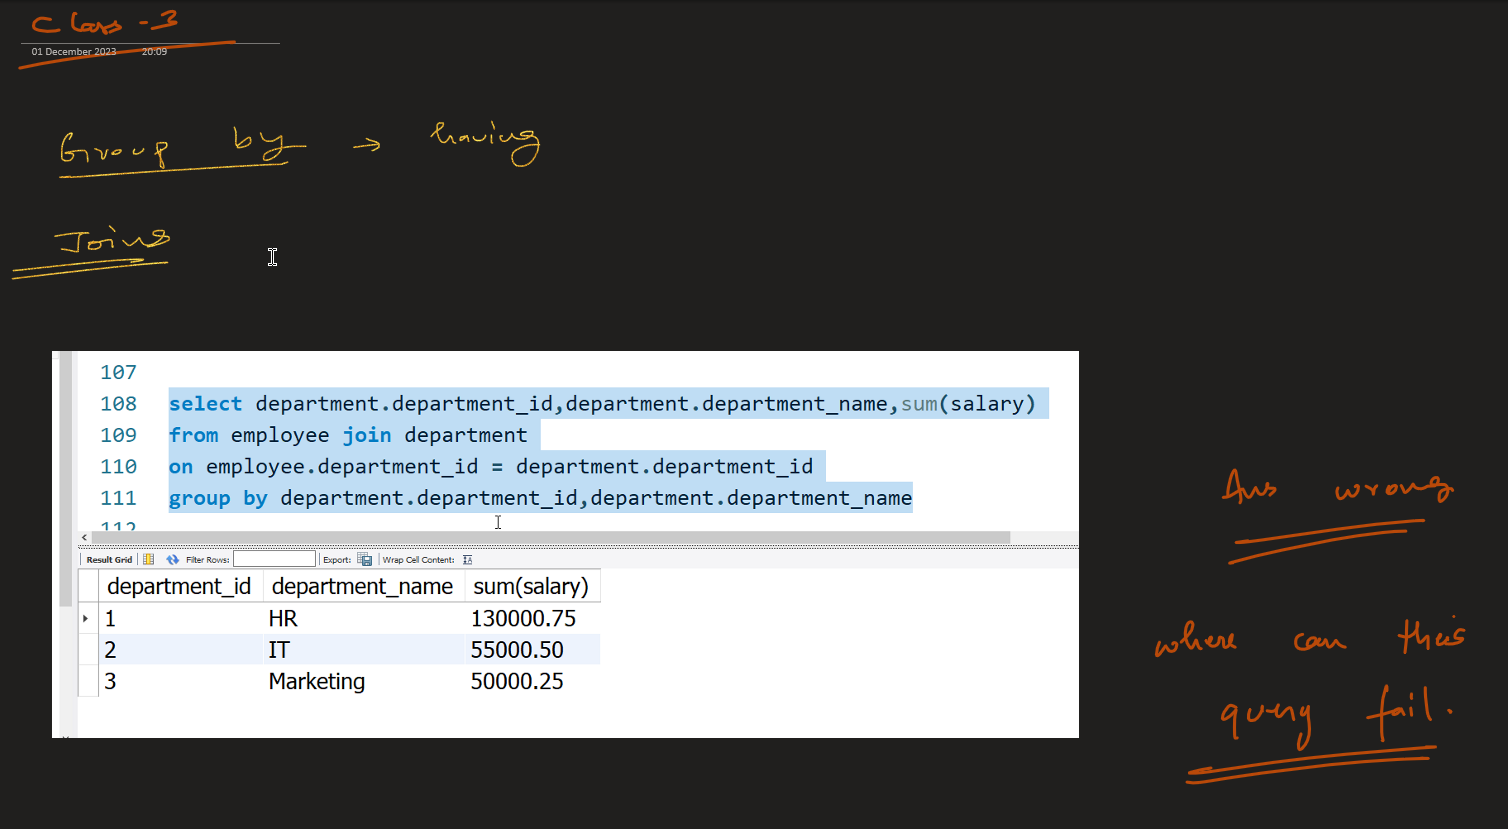 Class - 3
01 December 2023 20:09
Group by → having
Joins
107
108 select department.department_id,department.department_name,sum(salary)
109 from employee join department
110 on employee.department_id = department.department_id
111 group by department.department_id,department.department_name
112
Result Grid Filter Rows: Export: Wrap Cell Content:
department_id department_name sum(salary)
1 HR 130000.75
2 IT 55000.50
3 Marketing 50000.25
Ans wrong
where can this
query fail.